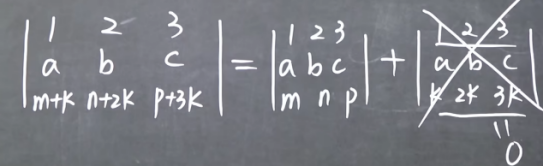 | 1 2 3 | = | 1 2 3 | + | 1 2 3 |
| a b c | = | a b c | + | a b c |
| m+k n+2k p+3k | = | m n p | + | k 2k 3k |
=
0